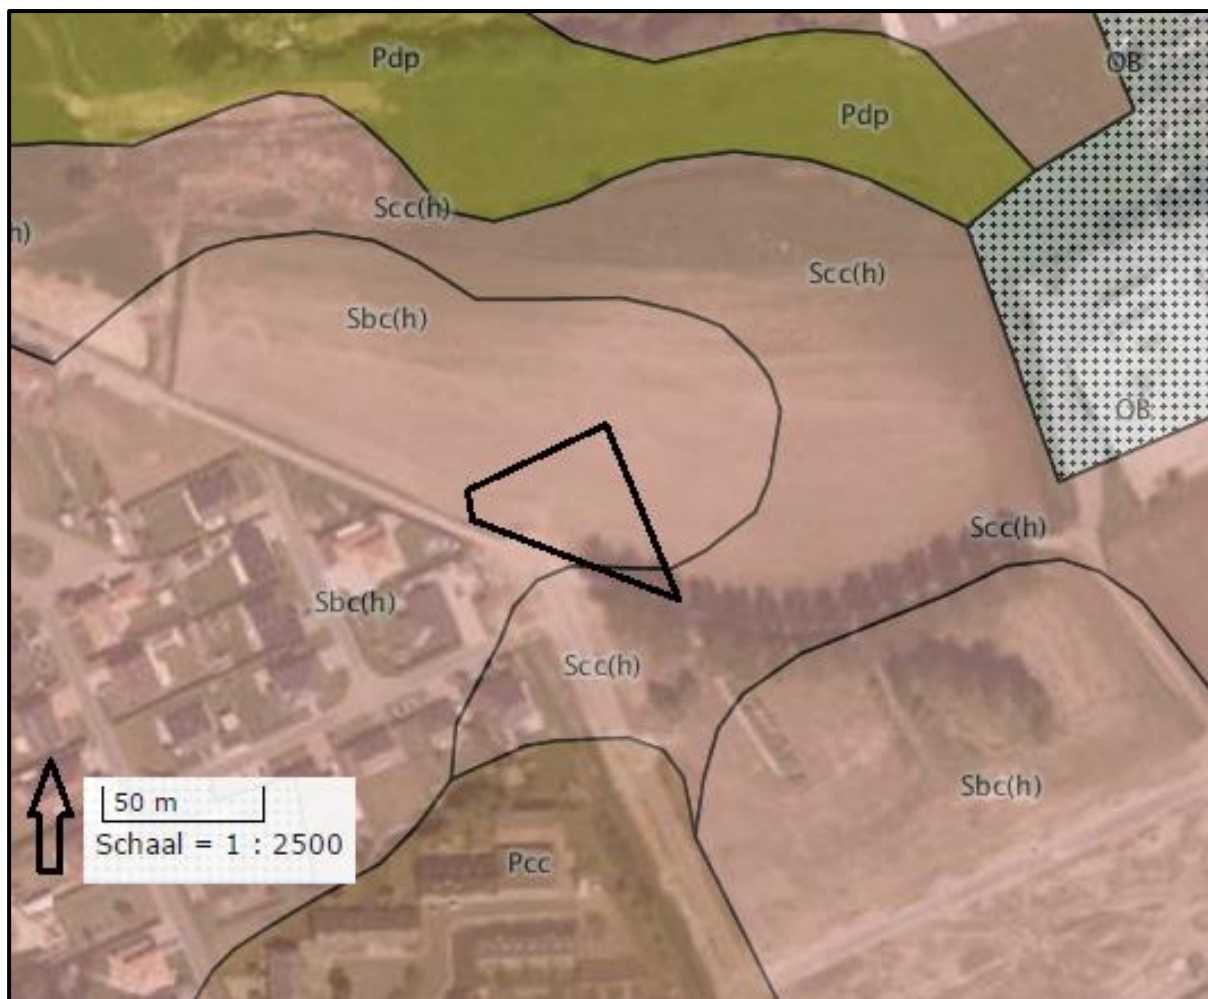 Pdp
OB
Pdp
Scc(h)
h)
Scc(h)
Sbc(h)
OB
Scc(h)
Sbc(h)
Scc(h)
Sbc(h)
50 m
Schaal = 1 : 2500
Pcc